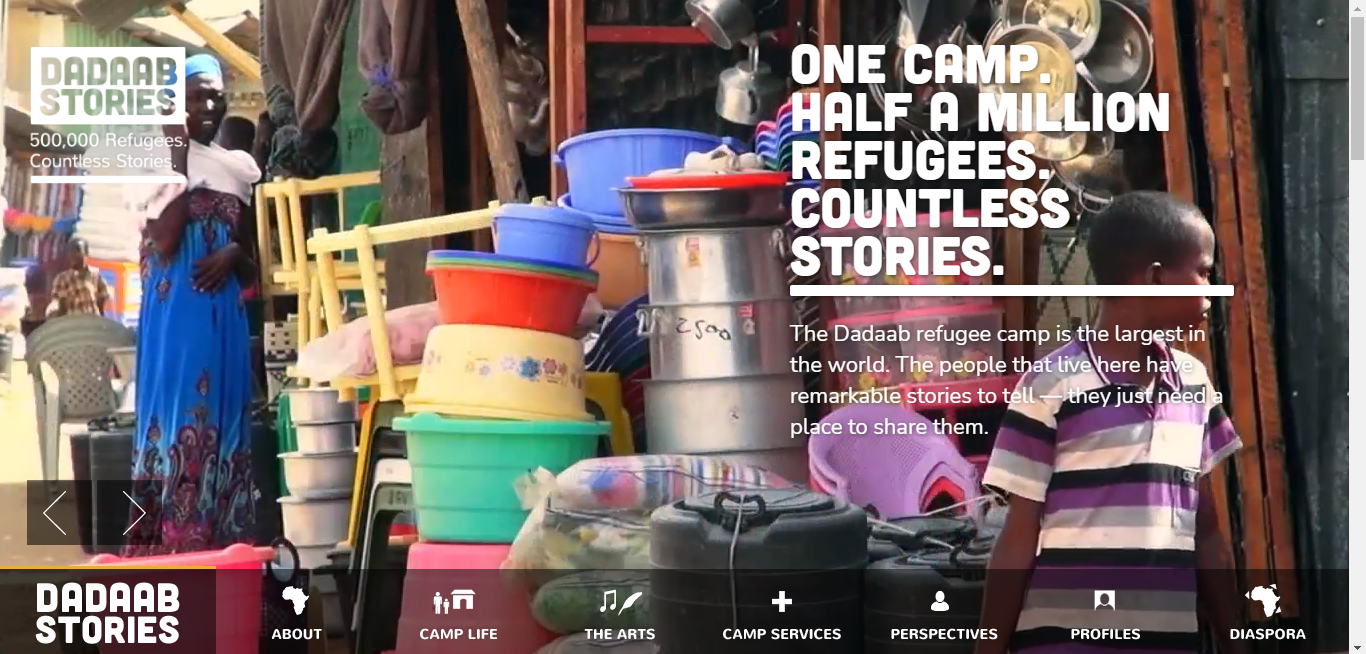 DADAAB
STORIES
500,000 Refugees.
Countless Stories.
ONE CAMP.
HALF A MILLION
REFUGEES.
COUNTLESS
STORIES.
The Dadaab refugee camp is the largest in
the world. The people that live here have
remarkable stories to tell — they just need a
place to share them.
2500
DADAAB
STORIES
ABOUT
CAMP LIFE
THE ARTS
CAMP SERVICES
PERSPECTIVES
PROFILES
DIASPORA